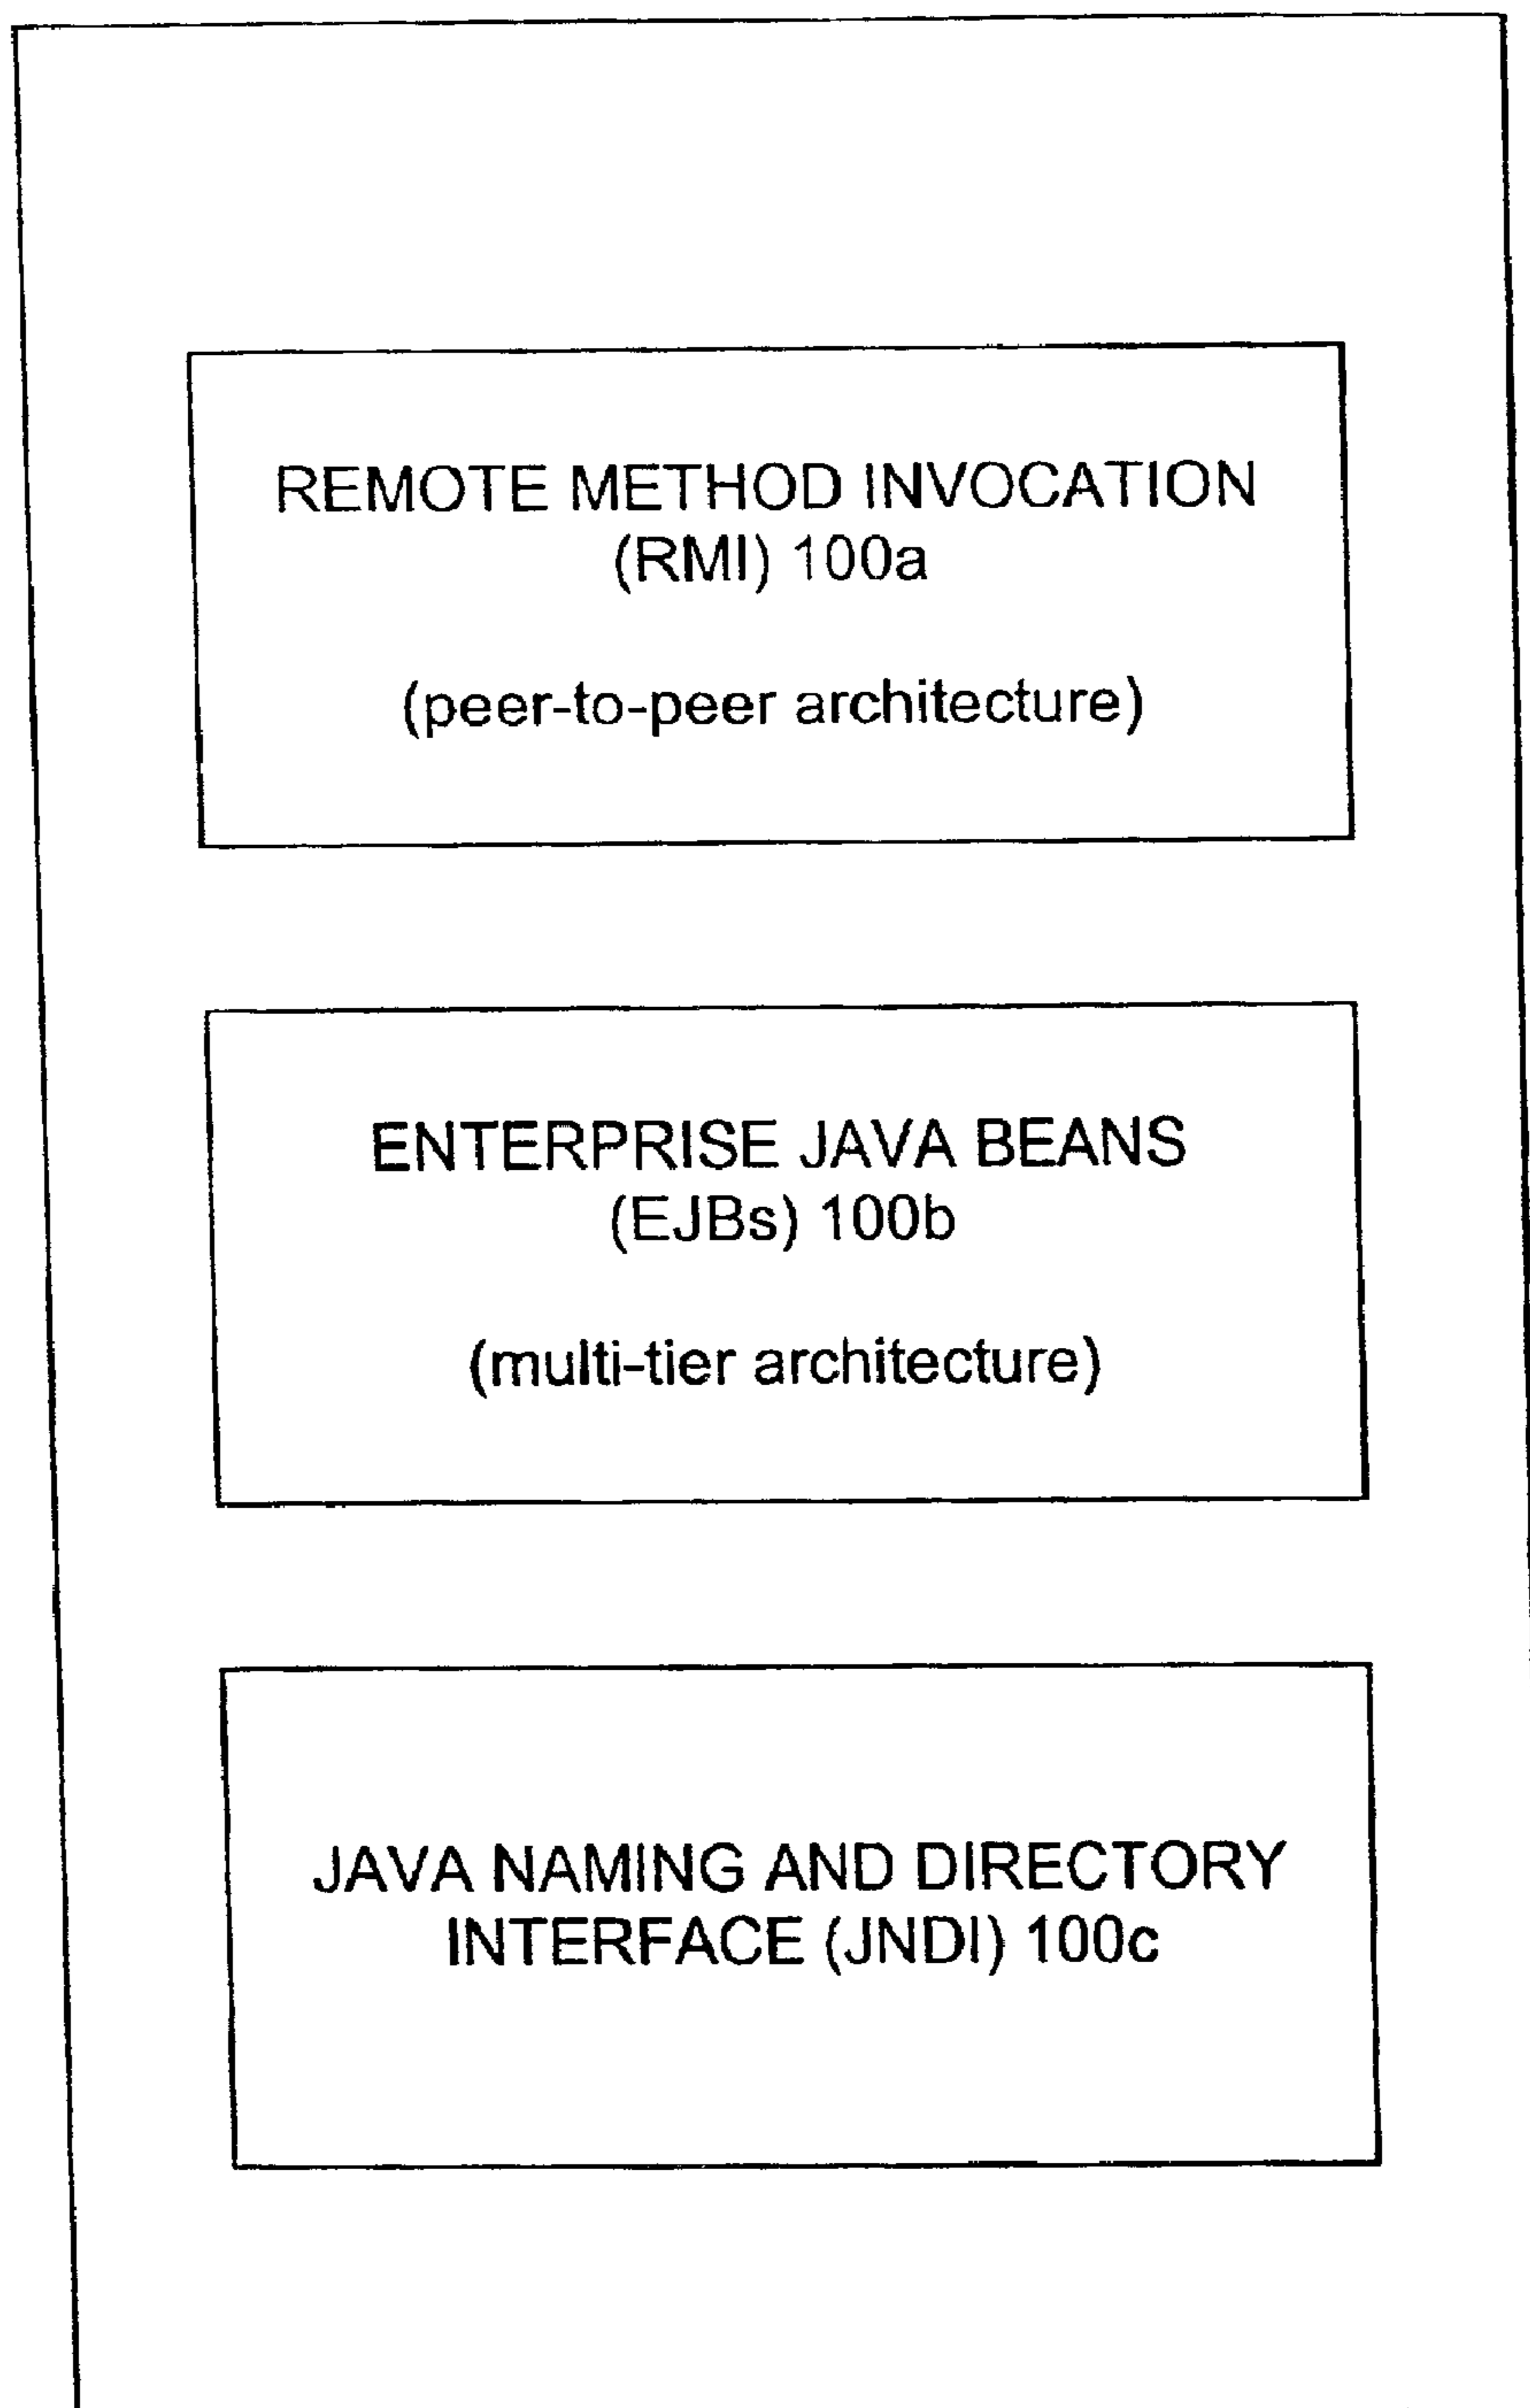 REMOTE METHOD INVOCATION
(RMI) 100a
(peer-to-peer architecture)
ENTERPRISE JAVA BEANS
(EJBs) 100b
(multi-tier architecture)
JAVA NAMING AND DIRECTORY
INTERFACE (JNDI) 100c